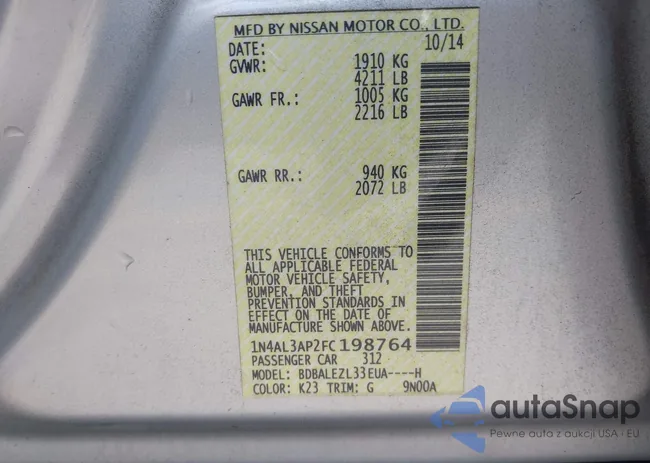 MFD BY NISSAN MOTOR CO., LTD.
DATE: 10/14
GVWR: 1910 KG
4211 LB
GAWR FR.: 1005 KG
2216 LB
GAWR RR.: 940 KG
2072 LB
THIS VEHICLE CONFORMS TO
ALL APPLICABLE FEDERAL
MOTOR VEHICLE SAFETY,
BUMPER, AND THEFT
PREVENTION STANDARDS IN
EFFECT ON THE DATE OF
MANUFACTURE SHOWN ABOVE.
1N4AL3AP2FC198764
PASSENGER CAR 312
MODEL: BDBALEZL33EUA----H
COLOR: K23 TRIM: G 9N00A
autaSnap
Pewne auta z aukcji USA i EU